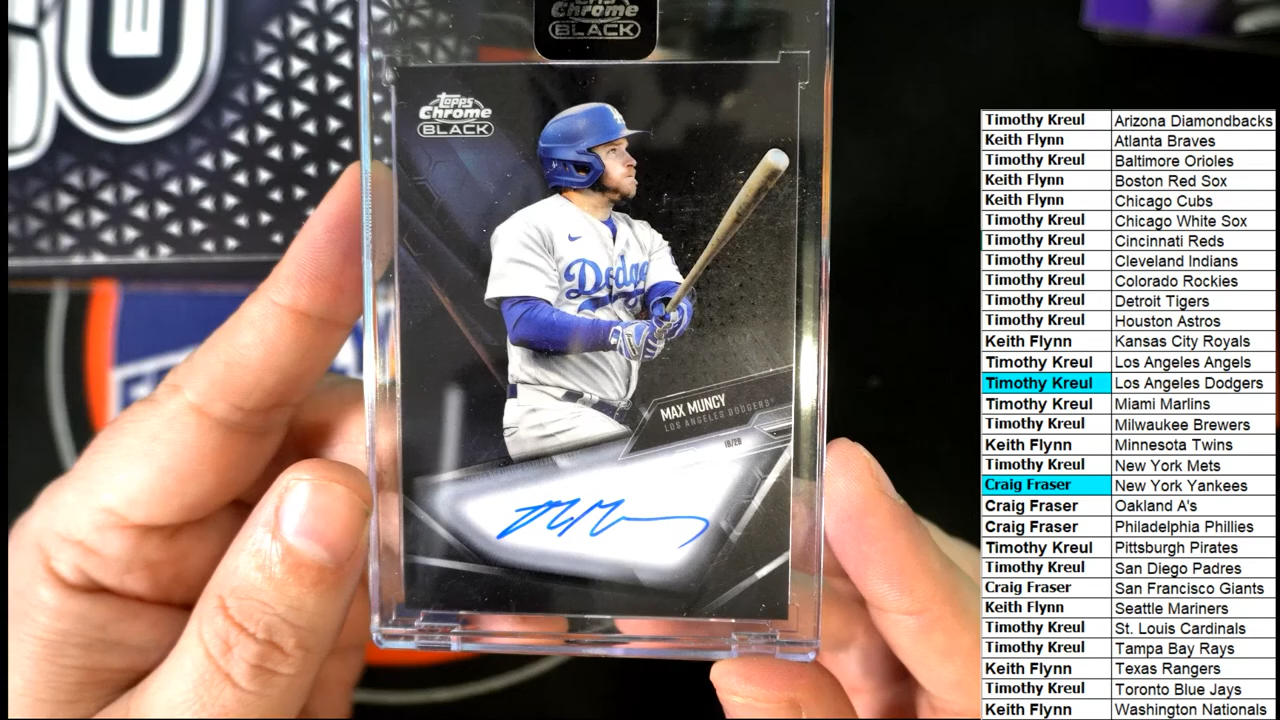 Topps
Chrome
BLACK
Topps
Chrome
BLACK
Dodge
MAX MUNCY
LOS ANGELES DODGERS
Timothy Kreul Arizona Diamondbacks
Keith Flynn Atlanta Braves
Timothy Kreul Baltimore Orioles
Keith Flynn Boston Red Sox
Keith Flynn Chicago Cubs
Timothy Kreul Chicago White Sox
Timothy Kreul Cincinnati Reds
Timothy Kreul Cleveland Indians
Timothy Kreul Colorado Rockies
Timothy Kreul Detroit Tigers
Timothy Kreul Houston Astros
Keith Flynn Kansas City Royals
Timothy Kreul Los Angeles Angels
Timothy Kreul Los Angeles Dodgers
Timothy Kreul Miami Marlins
Timothy Kreul Milwaukee Brewers
Keith Flynn Minnesota Twins
Timothy Kreul New York Mets
Craig Fraser New York Yankees
Craig Fraser Oakland A's
Craig Fraser Philadelphia Phillies
Timothy Kreul Pittsburgh Pirates
Timothy Kreul San Diego Padres
Craig Fraser San Francisco Giants
Keith Flynn Seattle Mariners
Timothy Kreul St. Louis Cardinals
Timothy Kreul Tampa Bay Rays
Keith Flynn Texas Rangers
Timothy Kreul Toronto Blue Jays
Keith Flynn Washington Nationals